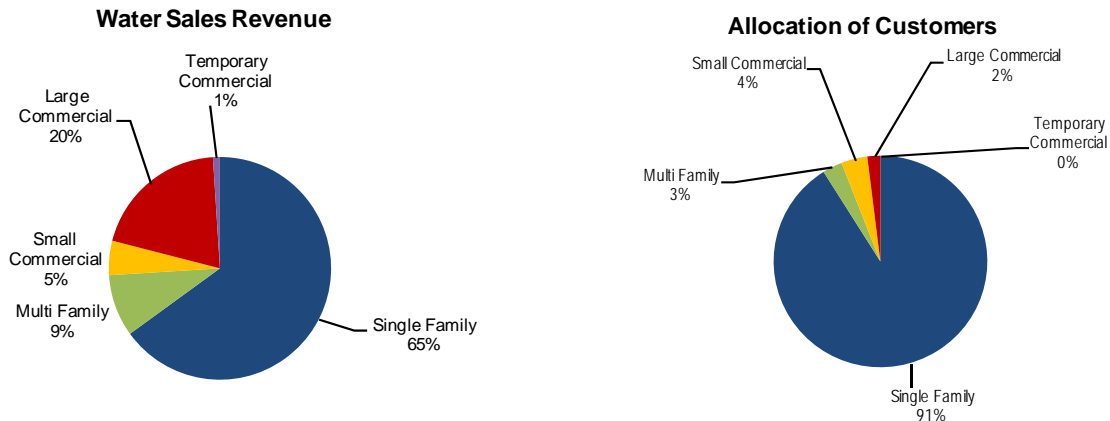 Water Sales Revenue
Temporary
Commercial
1%
Large
Commercial
20%
Small
Commercial
5%
Multi Family
9%
Single Family
65%
Allocation of Customers
Small Commercial
4%
Large Commercial
2%
Temporary
Commercial
0%
Multi Family
3%
Single Family
91%